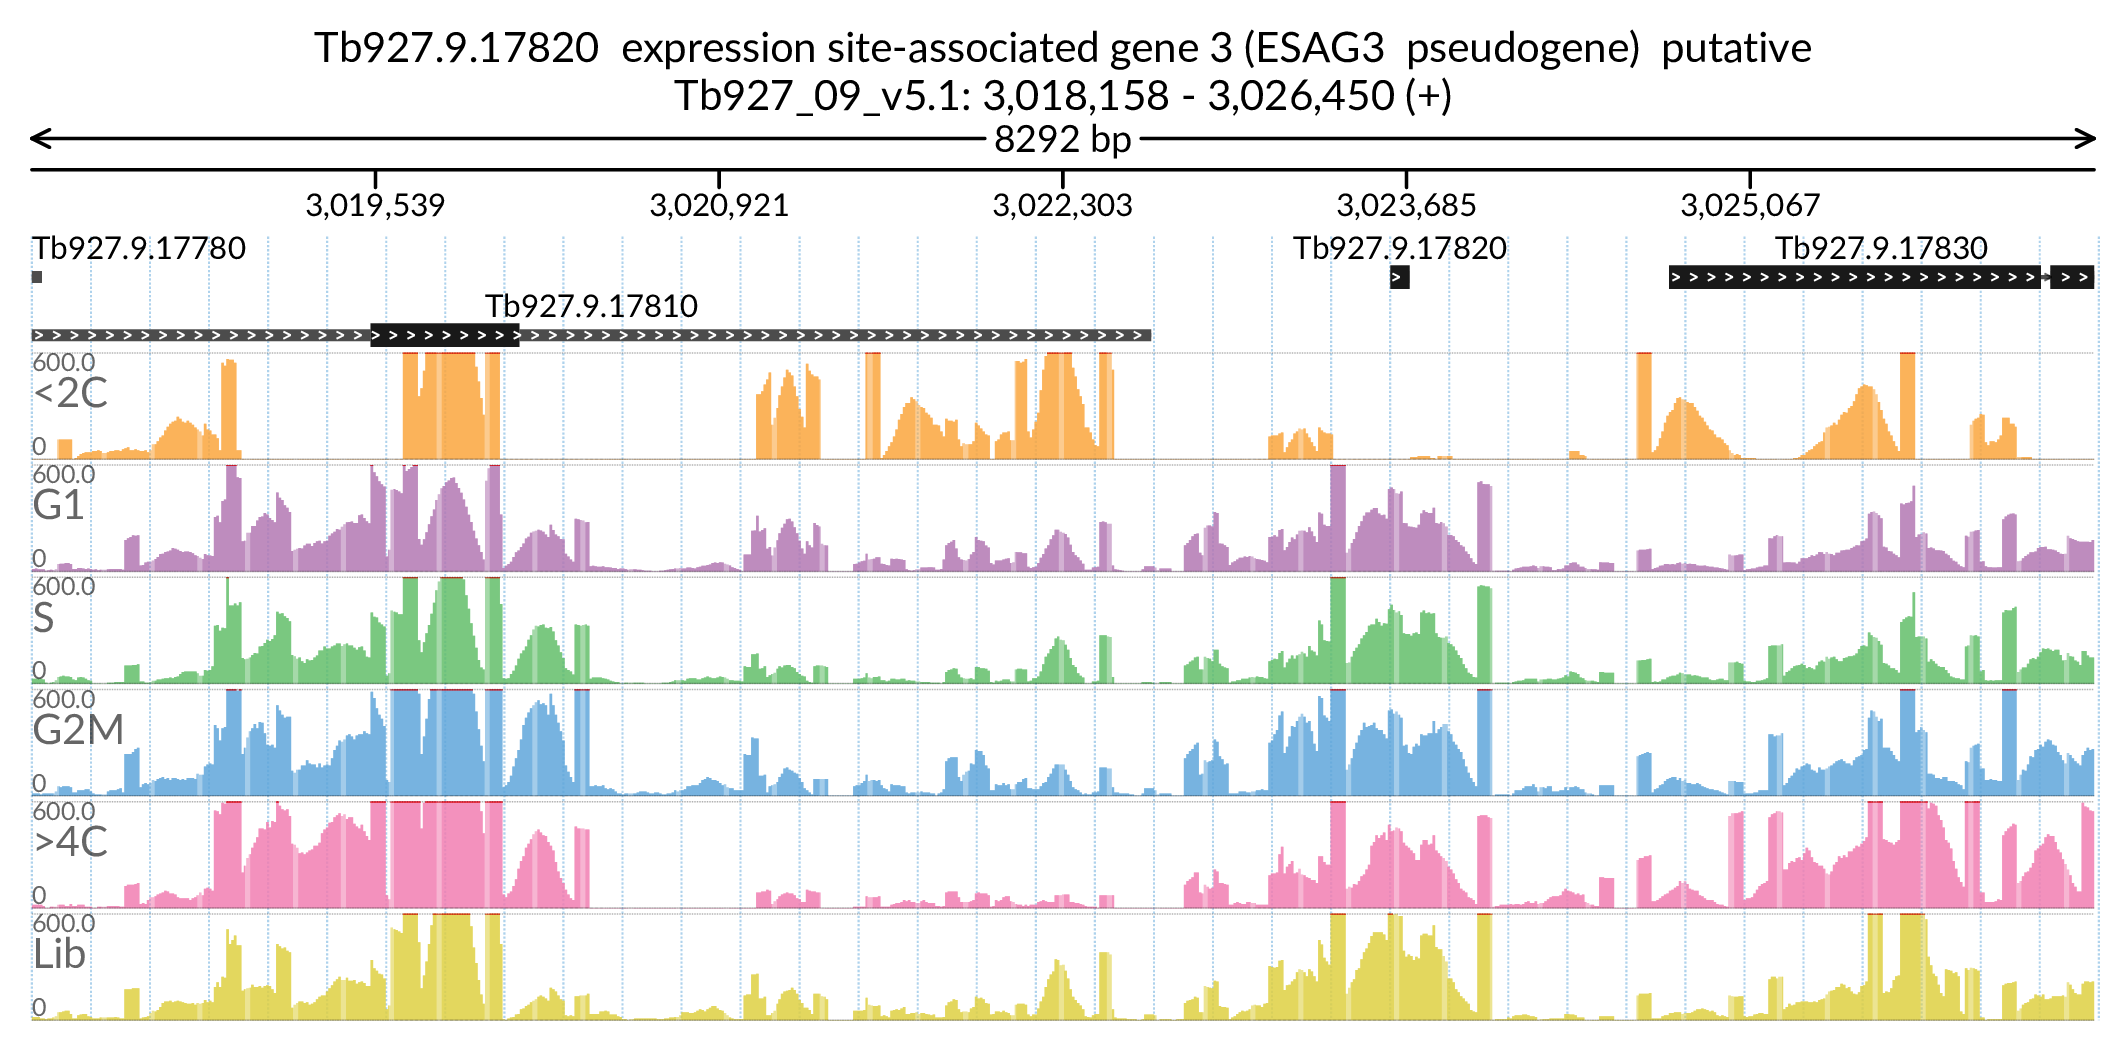 Tb927.9.17820 expression site-associated gene 3 (ESAG3 pseudogene) putative
Tb927_09_v5.1: 3,018,158 - 3,026,450 (+)
8292 bp
3,019,539 3,020,921 3,022,303 3,023,685 3,025,067
Tb927.9.17780 Tb927.9.17820 Tb927.9.17830
Tb927.9.17810
600.0
<2C
0
600.0
G1
0
600.0
S
0
600.0
G2M
0
600.0
>4C
0
600.0
Lib
0